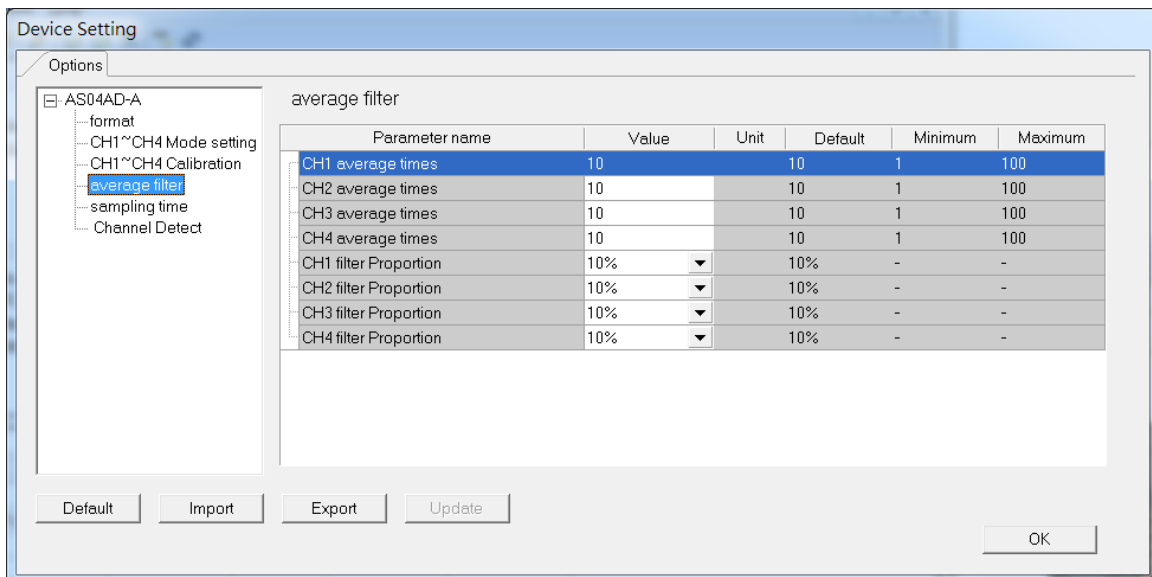 Device Setting
Options
AS04AD-A
format
CH1~CH4 Mode setting
CH1~CH4 Calibration
average filter
sampling time
Channel Detect
average filter
Parameter name Value Unit Default Minimum Maximum
CH1 average times 10 10 1 100
CH2 average times 10 10 1 100
CH3 average times 10 10 1 100
CH4 average times 10 10 1 100
CH1 filter Proportion 10% 10% - -
CH2 filter Proportion 10% 10% - -
CH3 filter Proportion 10% 10% - -
CH4 filter Proportion 10% 10% - -
Default Import Export Update
OK